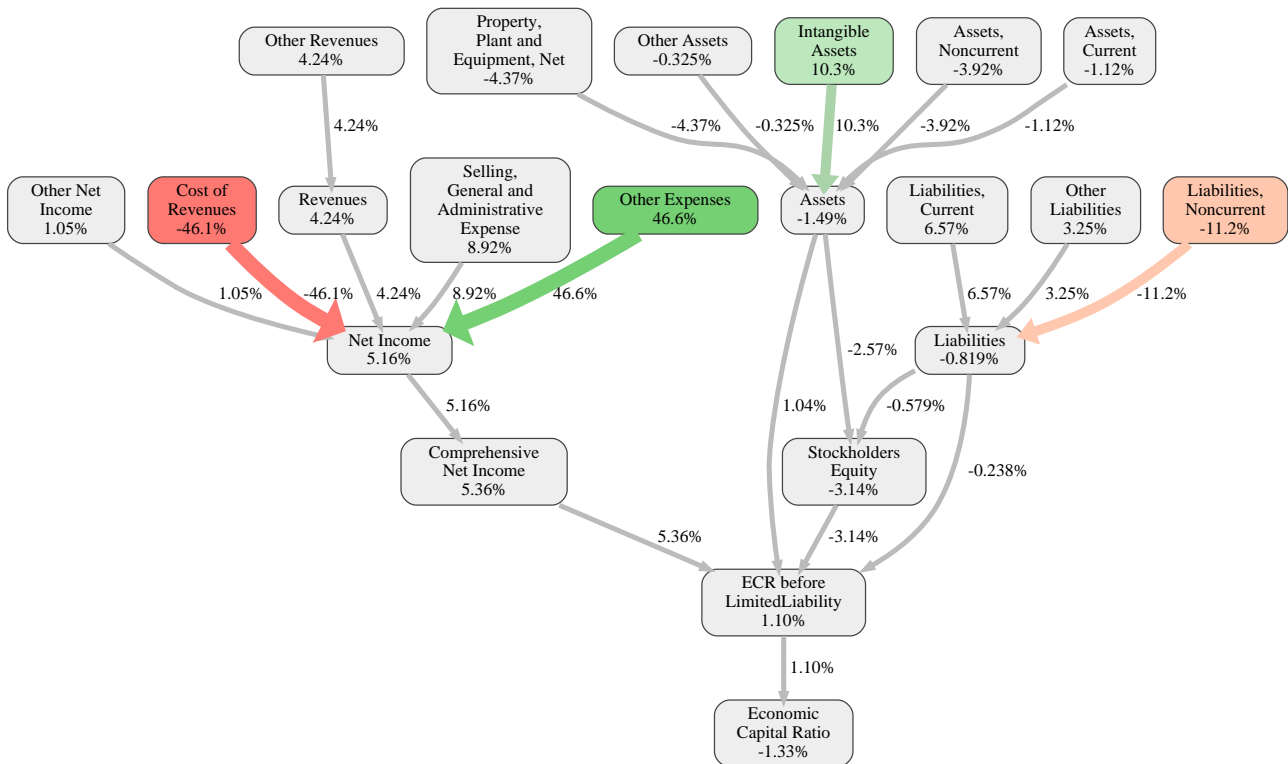 Other Revenues
4.24%
Property,
Plant and
Equipment, Net
-4.37%
Other Assets
-0.325%
Intangible
Assets
10.3%
Assets,
Noncurrent
-3.92%
Assets,
Current
-1.12%
4.24%
-4.37%
-0.325%
10.3%
-3.92%
-1.12%
Other Net
Income
1.05%
Cost of
Revenues
-46.1%
Revenues
4.24%
Selling,
General and
Administrative
Expense
8.92%
Other Expenses
46.6%
Assets
-1.49%
Liabilities,
Current
6.57%
Other
Liabilities
3.25%
Liabilities,
Noncurrent
-11.2%
1.05%
-46.1%
4.24%
8.92%
46.6%
6.57%
3.25%
-11.2%
Net Income
5.16%
Liabilities
-0.819%
-2.57%
5.16%
1.04%
-0.579%
Comprehensive
Net Income
5.36%
Stockholders
Equity
-3.14%
-0.238%
5.36%
-3.14%
ECR before
LimitedLiability
1.10%
1.10%
Economic
Capital Ratio
-1.33%